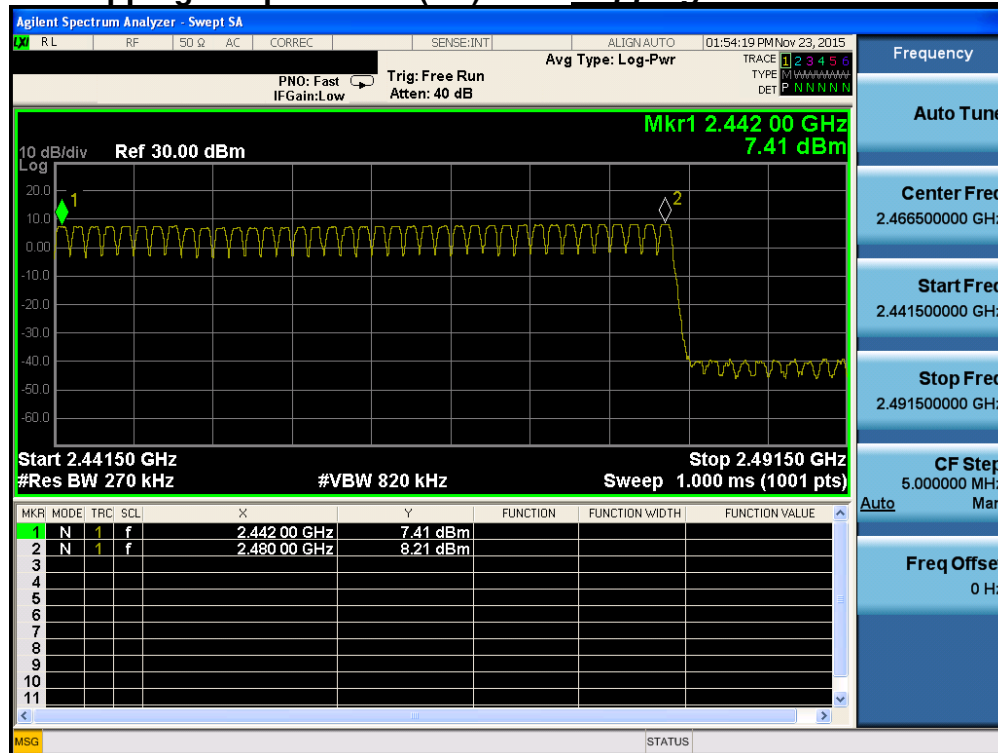 Agilent Spectrum Analyzer - Swept SA
LXI RL RF 50 Ω AC CORREC SENSE:INT ALIGN AUTO 01:54:19 PM Nov 23, 2015
Frequency
Avg Type: Log-Pwr TRACE 1 2 3 4 5 6
PNO: Fast Trig: Free Run TYPE M
IFGain:Low Atten: 40 dB DET P N N N N N
Auto Tune
Mkr1 2.442 00 GHz
10 dB/div Ref 30.00 dBm 7.41 dBm
Log
20.0
10.0
0.00
-10.0
-20.0
-30.0
-40.0
-50.0
-60.0
1
2
Center Freq
2.466500000 GHz
Start Freq
2.441500000 GHz
Stop Freq
2.491500000 GHz
Start 2.44150 GHz Stop 2.49150 GHz
#Res BW 270 kHz #VBW 820 kHz Sweep 1.000 ms (1001 pts)
CF Step
5.000000 MHz
Auto Man
MKR MODE TRC SCL X Y FUNCTION FUNCTION WIDTH FUNCTION VALUE
1 N 1 f 2.442 00 GHz 7.41 dBm
2 N 1 f 2.480 00 GHz 8.21 dBm
3
4
5
6
7
8
9
10
11
Freq Offset
0 Hz
MSG STATUS